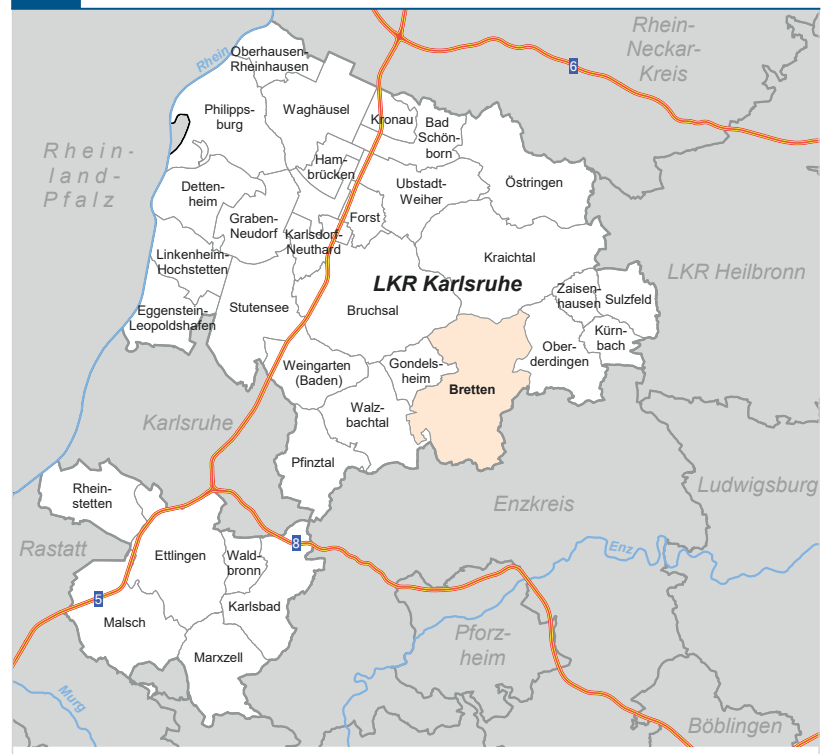 Rhein-
Neckar-
Kreis
Oberhausen-
Rheinhausen
Rhein
6
Philipps-
burg
Waghäusel
Kronau
Bad
Schön-
born
Rhein-
land-
Pfalz
Ham-
brücken
Ubstadt-
Weiher
Östringen
Detten-
heim
Graben-
Neudorf
Forst
Karlsdorf-
Neuthard
Kraichtal
Linkenheim-
Hochstetten
LKR Karlsruhe
LKR Heilbronn
Zaisen-
hausen
Sulzfeld
Stutensee
Bruchsal
Eggenstein-
Leopoldshafen
Kürn-
bach
Ober-
derdingen
Weingarten
(Baden)
Gondels-
heim
Bretten
Walz-
bachtal
Karlsruhe
Pfinztal
Rhein-
stetten
Ludwigsburg
Enzkreis
Rastatt
Ettlingen
Wald-
bronn
8
Enz
5
Karlsbad
Malsch
Pforz-
heim
Marxzell
Murg
Böblingen